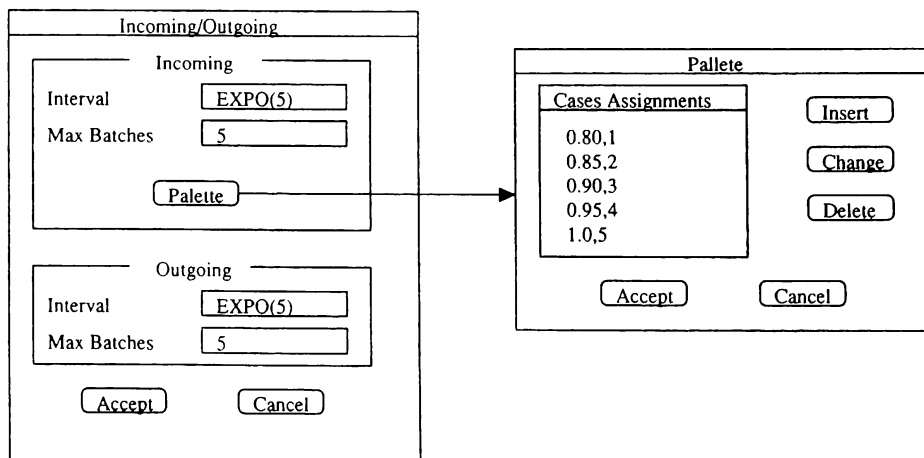 Incoming/Outgoing
Incoming
Interval EXPO(5)
Max Batches 5
Palette
Outgoing
Interval EXPO(5)
Max Batches 5
Accept Cancel
Pallete
Cases Assignments
0.80,1
0.85,2
0.90,3
0.95,4
1.0,5
Insert
Change
Delete
Accept Cancel